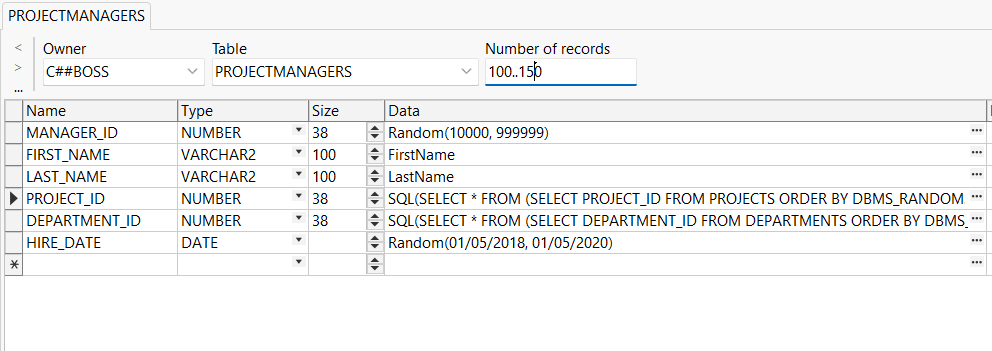 PROJECTMANAGERS
< Owner Table Number of records
> C##BOSS PROJECTMANAGERS 100..150
...
Name Type Size Data
MANAGER_ID NUMBER 38 Random(10000, 999999) ...
FIRST_NAME VARCHAR2 100 FirstName ...
LAST_NAME VARCHAR2 100 LastName ...
PROJECT_ID NUMBER 38 SQL(SELECT * FROM (SELECT PROJECT_ID FROM PROJECTS ORDER BY DBMS_RANDOM ...
DEPARTMENT_ID NUMBER 38 SQL(SELECT * FROM (SELECT DEPARTMENT_ID FROM DEPARTMENTS ORDER BY DBMS_ ...
HIRE_DATE DATE Random(01/05/2018, 01/05/2020) ...
* ...